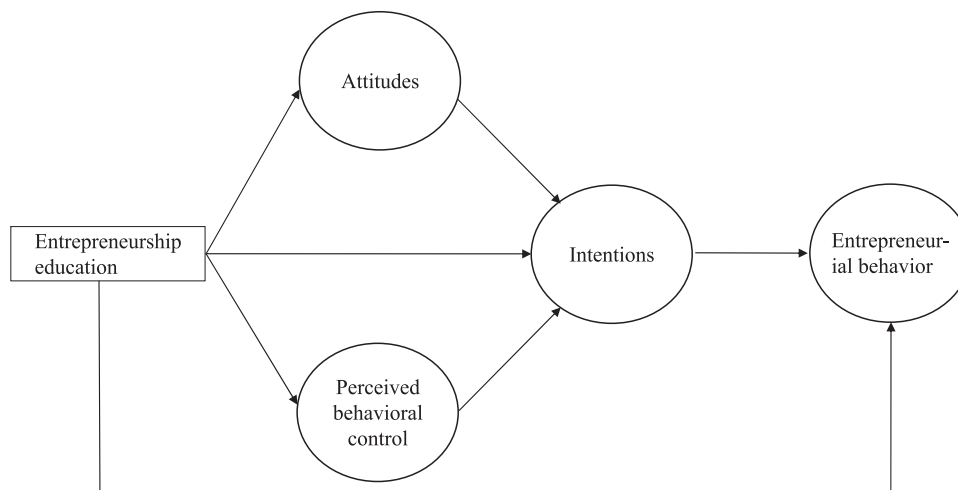 Attitudes
Entrepreneurship
education
Intentions
Entrepreneur-
ial behavior
Perceived
behavioral
control